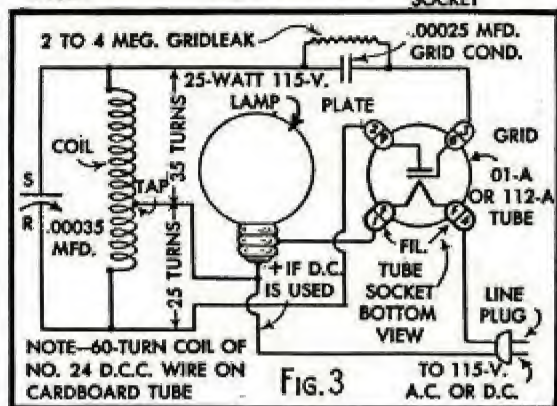 SOCKET
2 TO 4 MEG. GRIDLEAK
.00025 MFD.
GRID COND.
25-WATT 115-V.
LAMP
PLATE
GRID
COIL
35 TURNS
TAP
01-A
OR 112-A
TUBE
S
R
.00035
MFD.
25 TURNS
+ IF D.C.
IS USED
FIL.
TUBE
SOCKET
BOTTOM
VIEW
LINE
PLUG
NOTE—60-TURN COIL OF
NO. 24 D.C.C. WIRE ON
CARDBOARD TUBE
FIG. 3
TO 115-V.
A.C. OR D.C.